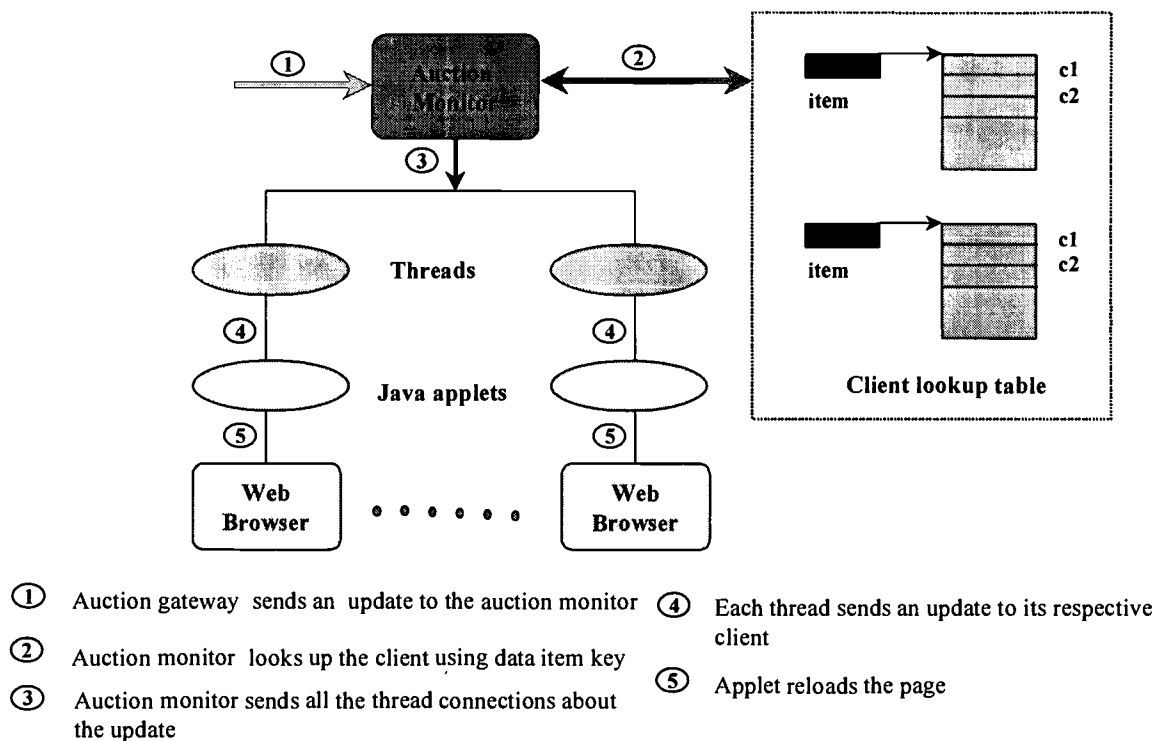 1
Auction
Monitor
2
c1
c2
item
3
c1
c2
item
Threads
4
4
Client lookup table
Java applets
5
5
Web
Browser
Web
Browser
1 Auction gateway sends an update to the auction monitor
2 Auction monitor looks up the client using data item key
3 Auction monitor sends all the thread connections about
the update
4 Each thread sends an update to its respective
client
5 Applet reloads the page